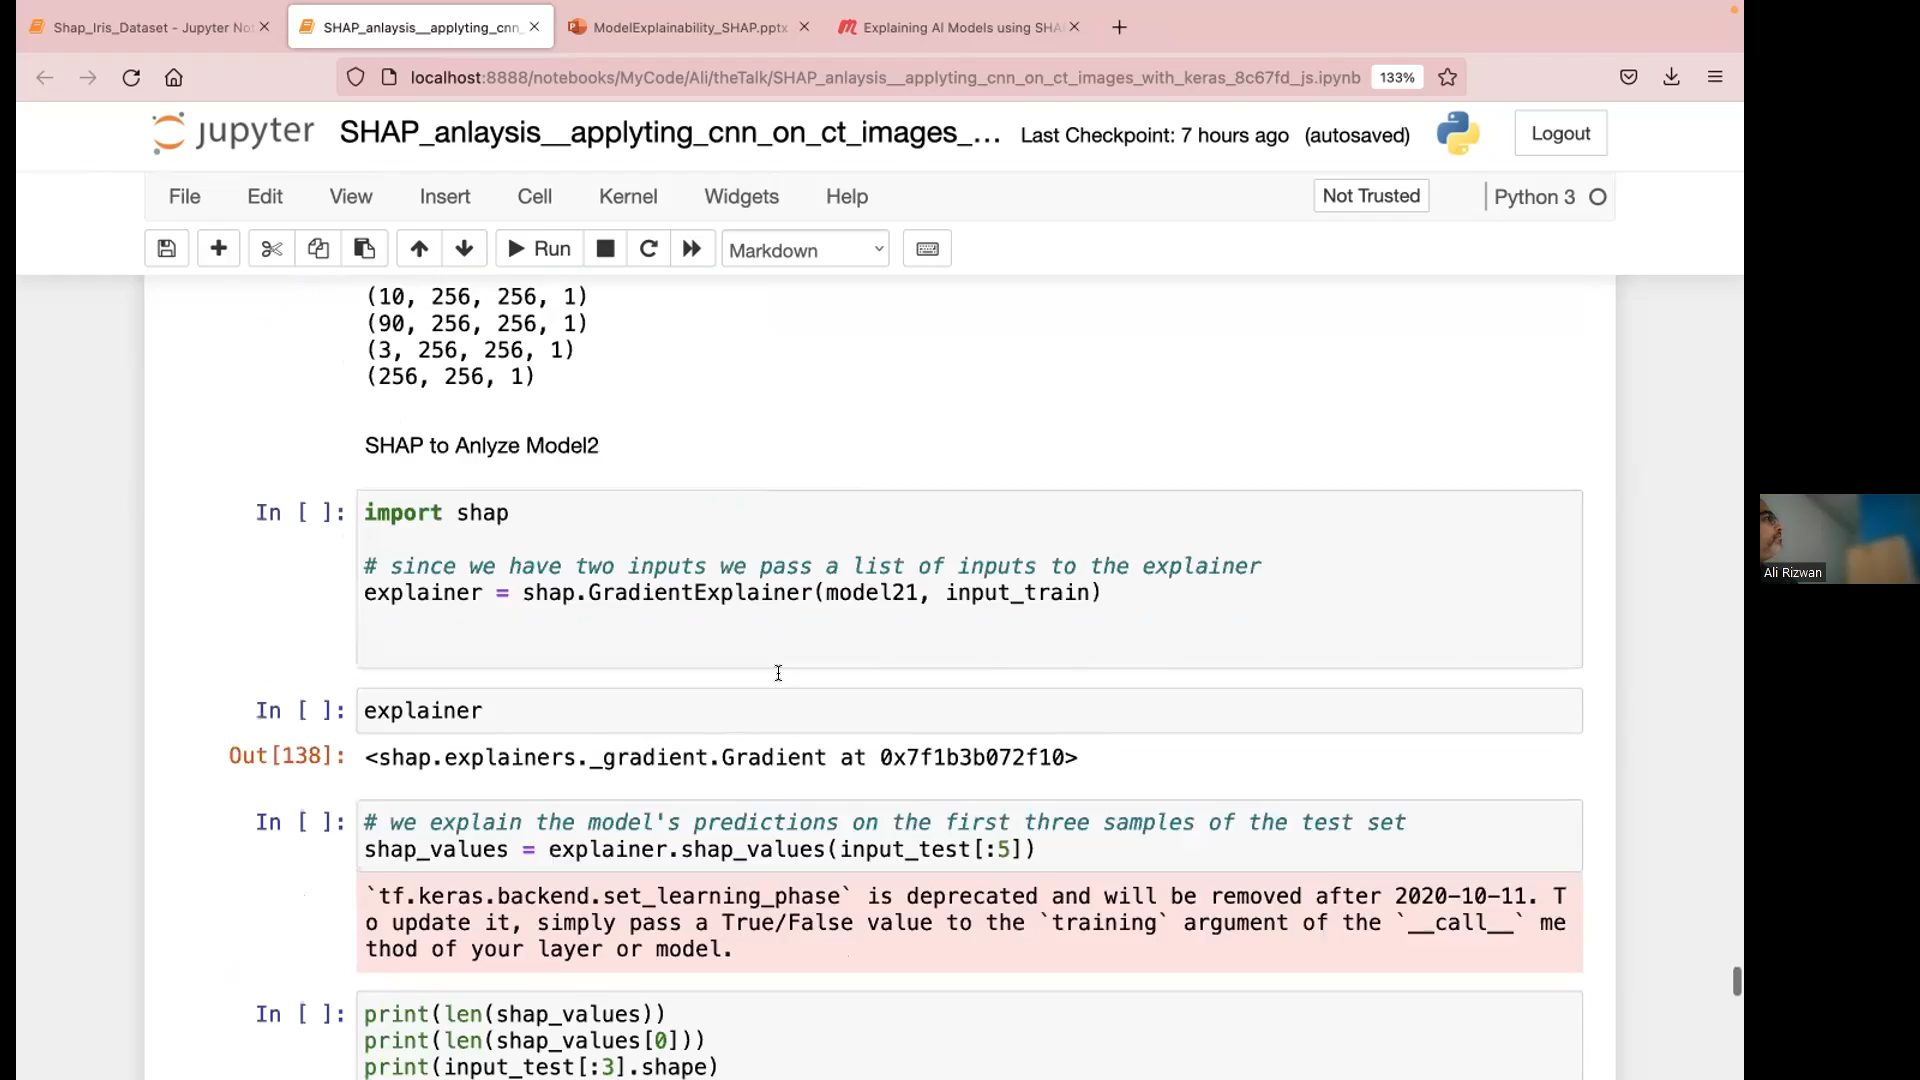 Shap_Iris_Dataset - Jupyter No
SHAP_anlaysis__applyting_cnn_
ModelExplainability_SHAP.pptx
Explaining AI Models using SHA
localhost:8888/notebooks/MyCode/Ali/theTalk/SHAP_anlaysis__applyting_cnn_on_ct_images_with_keras_8c67fd_js.ipynb
133%
jupyter
SHAP_anlaysis__applyting_cnn_on_ct_images_...
Last Checkpoint: 7 hours ago (autosaved)
Logout
File Edit View Insert Cell Kernel Widgets Help
Not Trusted
Python 3
Run
Markdown
(10, 256, 256, 1)
(90, 256, 256, 1)
(3, 256, 256, 1)
(256, 256, 1)
SHAP to Anlyze Model2
In [ ]: import shap
# since we have two inputs we pass a list of inputs to the explainer
explainer = shap.GradientExplainer(model21, input_train)
In [ ]: explainer
Out[138]: <shap.explainers._gradient.Gradient at 0x7f1b3b072f10>
In [ ]: # we explain the model's predictions on the first three samples of the test set
shap_values = explainer.shap_values(input_test[:5])
`tf.keras.backend.set_learning_phase` is deprecated and will be removed after 2020-10-11. T
o update it, simply pass a True/False value to the `training` argument of the `__call__` me
thod of your layer or model.
In [ ]: print(len(shap_values))
print(len(shap_values[0]))
print(input_test[:3].shape)
Ali Rizwan